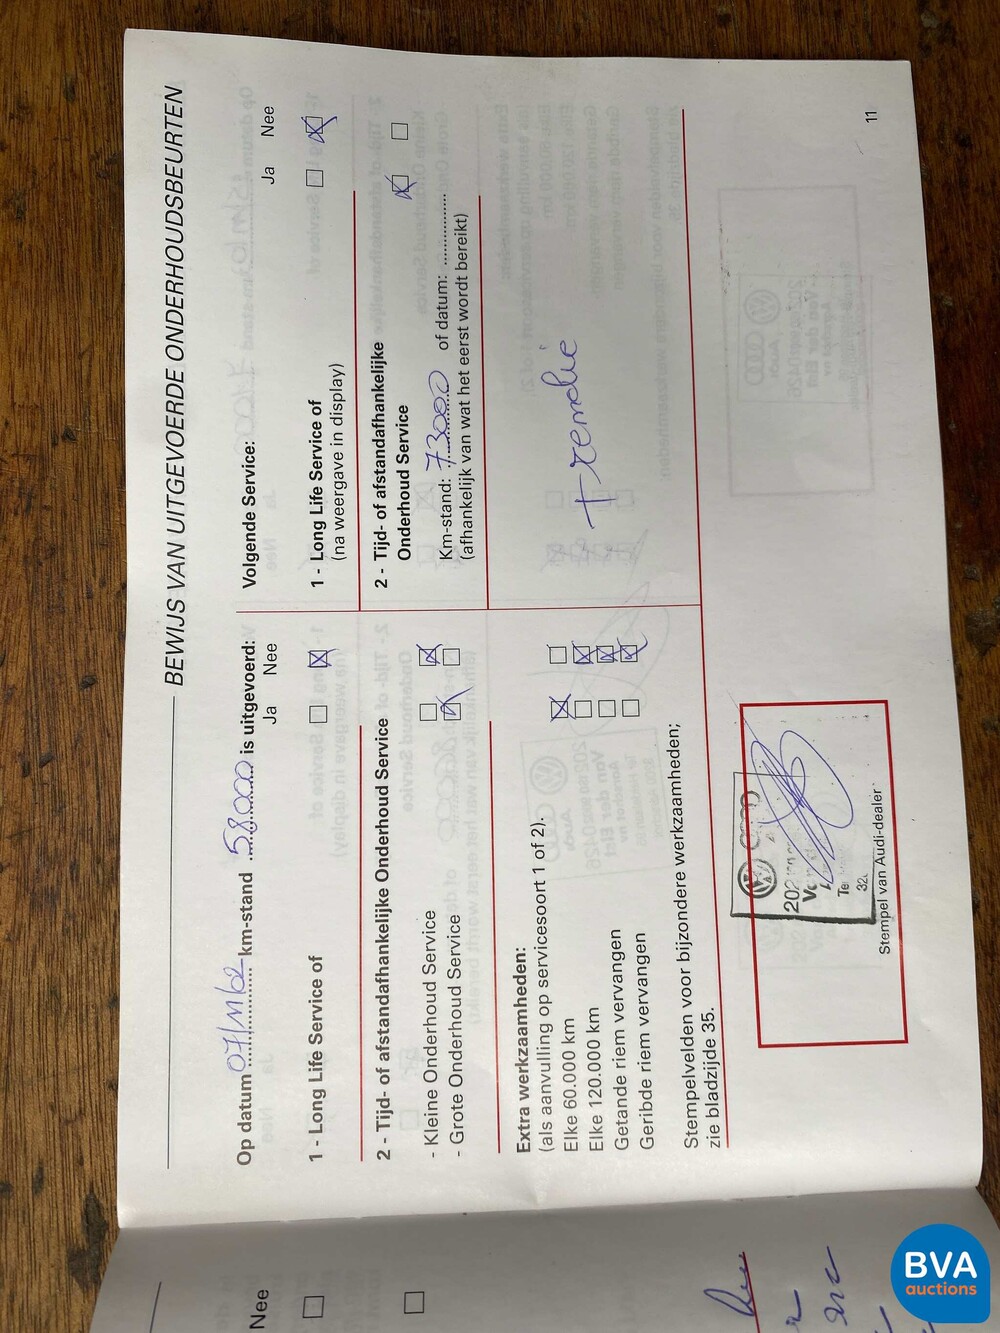 BEWIJS VAN UITGEVOERDE ONDERHOUDSBEURTEN
Op datum 07/11/02 km-stand 58.000 is uitgevoerd:
Ja Nee
1 - Long Life Service of
2 - Tijd- of afstandafhankelijke Onderhoud Service
- Kleine Onderhoud Service
- Grote Onderhoud Service
Extra werkzaamheden:
(als aanvulling op servicesoort 1 of 2).
Elke 60.000 km
Elke 120.000 km
Getande riem vervangen
Geribde riem vervangen
Stempelvelden voor bijzondere werkzaamheden;
zie bladzijde 35.
Stempel van Audi-dealer
Volgende Service:
Ja Nee
1 - Long Life Service of
(na weergave in display)
2 - Tijd- of afstandafhankelijke
Onderhoud Service
Km-stand: 73000 of datum:
(afhankelijk van wat het eerst wordt bereikt)
11
Nee
BVA
auctions